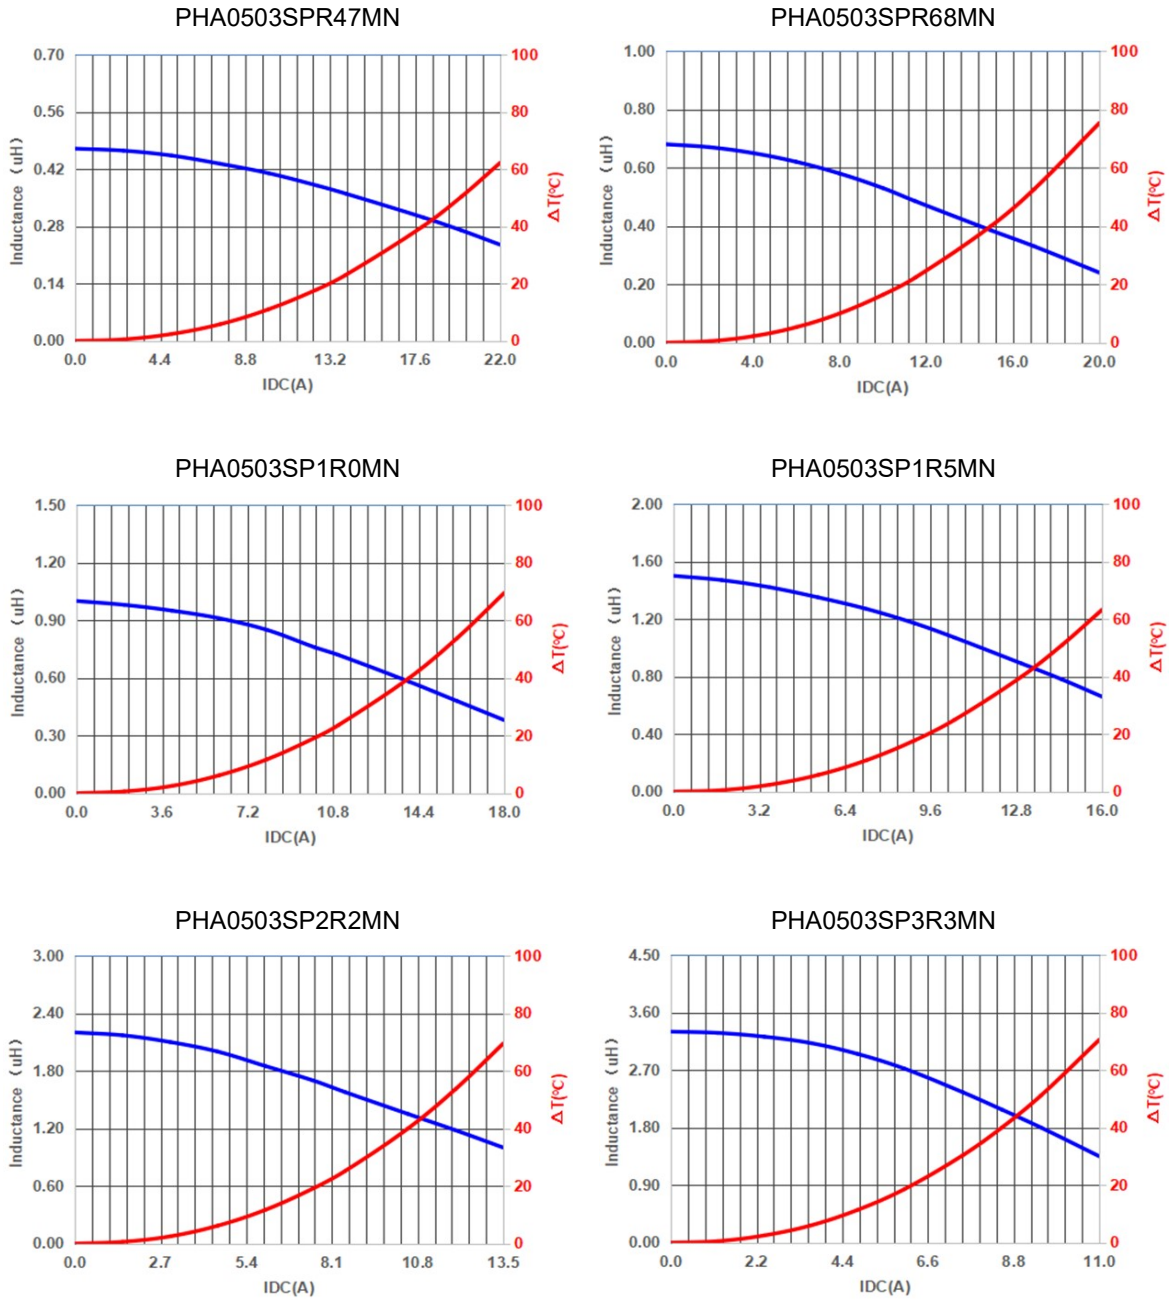 PHA0503SPR47MN
0.70
0.56
0.42
0.28
0.14
0.00
Inductance (uH)
100
80
60
40
20
0
ΔT(℃)
0.0 4.4 8.8 13.2 17.6 22.0
IDC(A)
PHA0503SPR68MN
1.00
0.80
0.60
0.40
0.20
0.00
Inductance (uH)
100
80
60
40
20
0
ΔT(℃)
0.0 4.0 8.0 12.0 16.0 20.0
IDC(A)
PHA0503SP1R0MN
1.50
1.20
0.90
0.60
0.30
0.00
Inductance (uH)
100
80
60
40
20
0
ΔT(℃)
0.0 3.6 7.2 10.8 14.4 18.0
IDC(A)
PHA0503SP1R5MN
2.00
1.60
1.20
0.80
0.40
0.00
Inductance (uH)
100
80
60
40
20
0
ΔT(℃)
0.0 3.2 6.4 9.6 12.8 16.0
IDC(A)
PHA0503SP2R2MN
3.00
2.40
1.80
1.20
0.60
0.00
Inductance (uH)
100
80
60
40
20
0
ΔT(℃)
0.0 2.7 5.4 8.1 10.8 13.5
IDC(A)
PHA0503SP3R3MN
4.50
3.60
2.70
1.80
0.90
0.00
Inductance (uH)
100
80
60
40
20
0
ΔT(℃)
0.0 2.2 4.4 6.6 8.8 11.0
IDC(A)